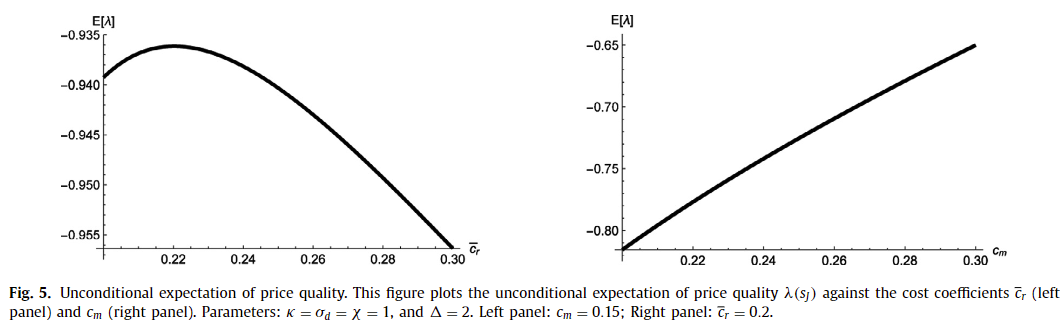 E[λ]
−0.935
−0.940
−0.945
−0.950
−0.955
0.22 0.24 0.26 0.28 0.30
c̅r
E[λ]
−0.65
−0.70
−0.75
−0.80
0.22 0.24 0.26 0.28 0.30
cm
Fig. 5. Unconditional expectation of price quality. This figure plots the unconditional expectation of price quality λ(sJ) against the cost coefficients c̅r (left
panel) and cm (right panel). Parameters: κ = σd = χ = 1, and Δ = 2. Left panel: cm = 0.15; Right panel: c̅r = 0.2.